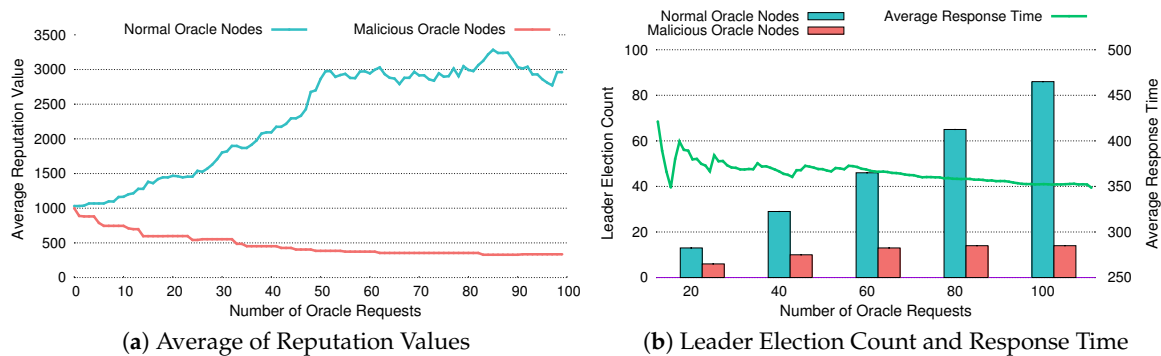 Normal Oracle Nodes
Malicious Oracle Nodes
3500
3000
2500
2000
1500
1000
500
0
Average Reputation Value
0 10 20 30 40 50 60 70 80 90 100
Number of Oracle Requests
(a) Average of Reputation Values
Normal Oracle Nodes
Malicious Oracle Nodes
Average Response Time
100
80
60
40
20
0
Leader Election Count
500
450
400
350
300
250
Average Response Time
20 40 60 80 100
Number of Oracle Requests
(b) Leader Election Count and Response Time